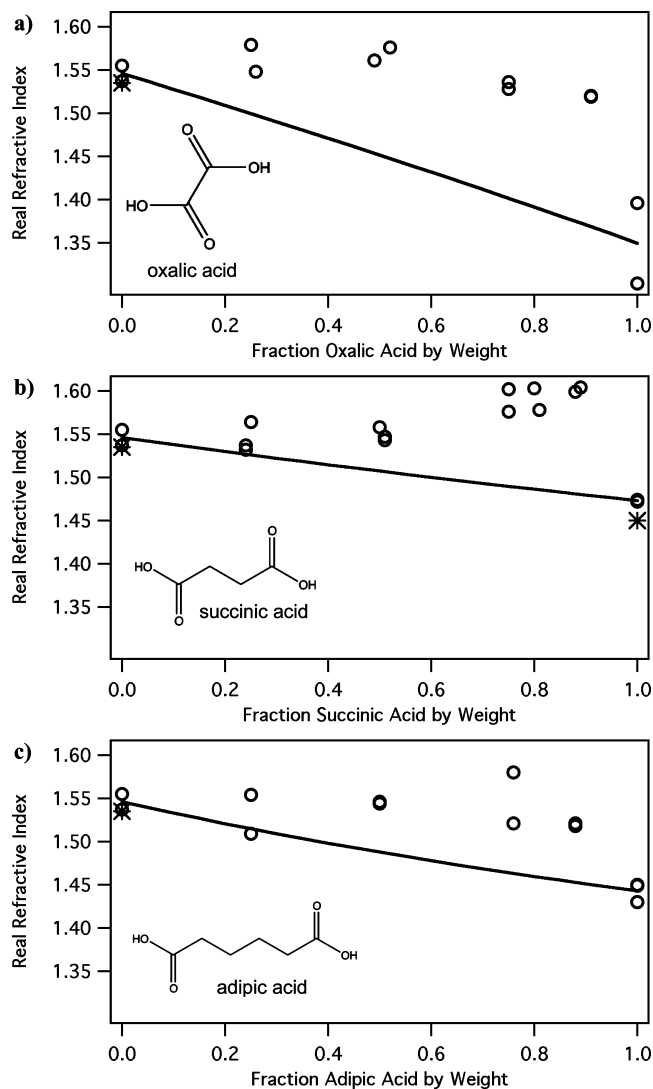 a)
1.60
1.55
1.50
1.45
1.40
1.35
Real Refractive Index
O
OH
HO
O
oxalic acid
0.0 0.2 0.4 0.6 0.8 1.0
Fraction Oxalic Acid by Weight
b)
1.60
1.55
1.50
1.45
1.40
1.35
Real Refractive Index
O
HO
OH
O
succinic acid
0.0 0.2 0.4 0.6 0.8 1.0
Fraction Succinic Acid by Weight
c)
1.60
1.55
1.50
1.45
1.40
1.35
Real Refractive Index
O
HO
OH
O
adipic acid
0.0 0.2 0.4 0.6 0.8 1.0
Fraction Adipic Acid by Weight